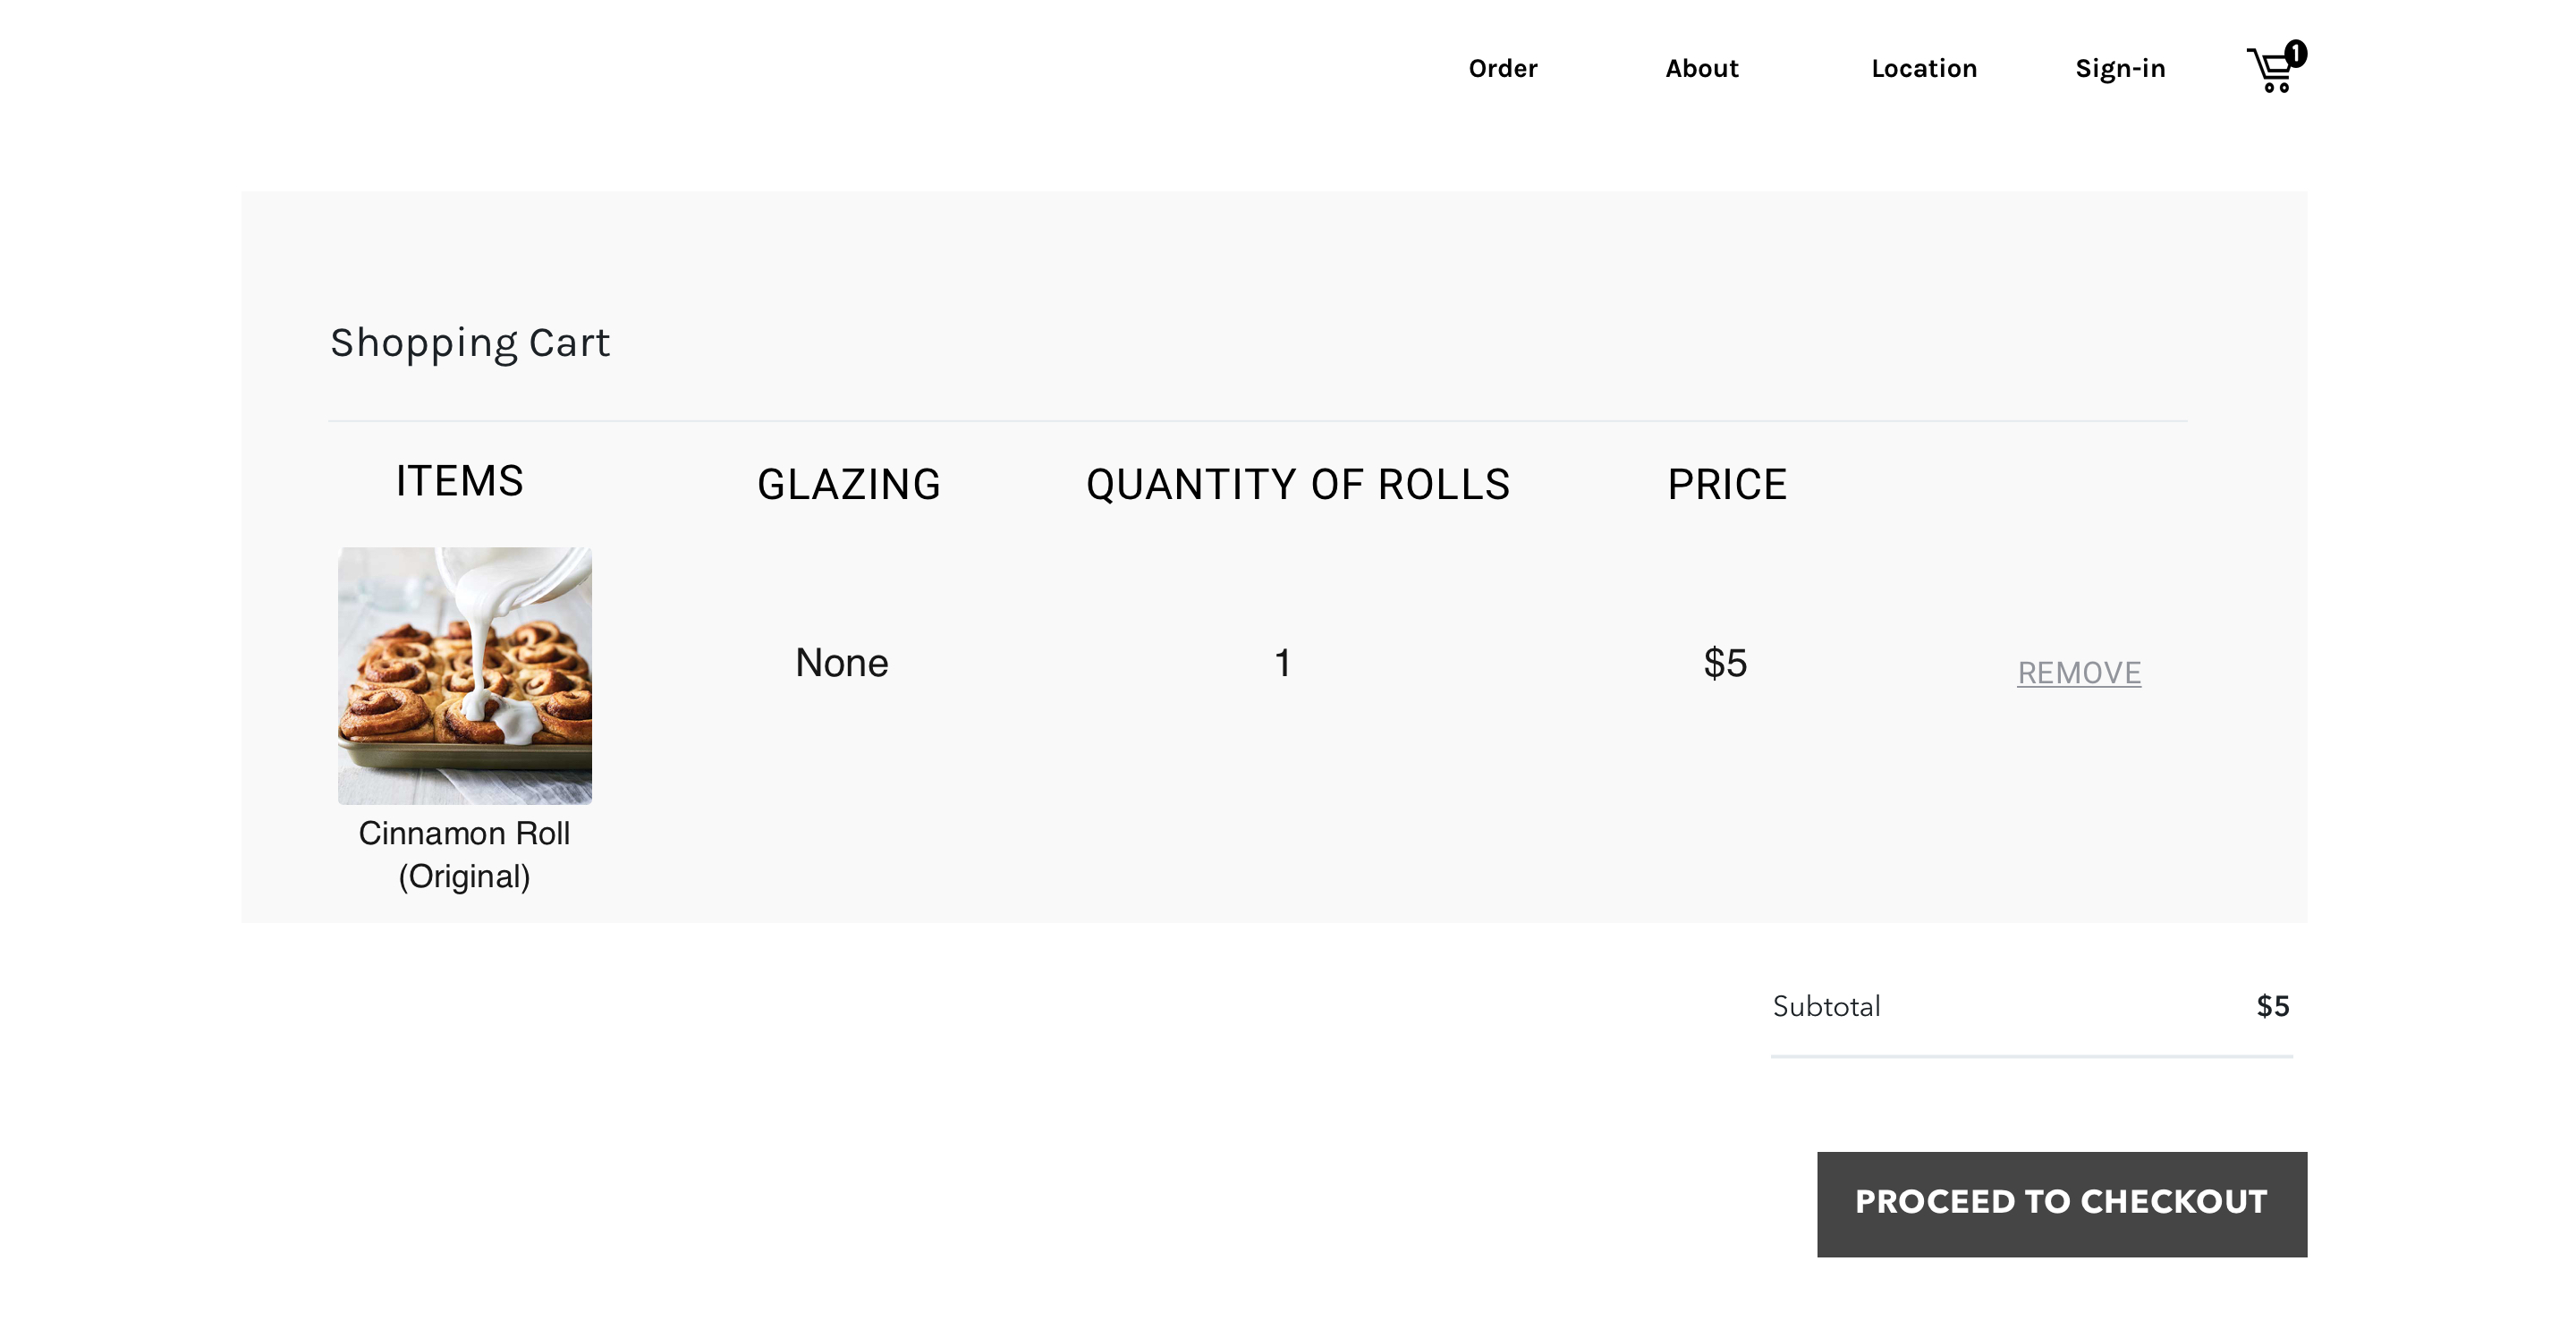 Order About Location Sign-in 1
Shopping Cart
ITEMS GLAZING QUANTITY OF ROLLS PRICE
None 1 $5 REMOVE
Cinnamon Roll
(Original)
Subtotal $5
PROCEED TO CHECKOUT